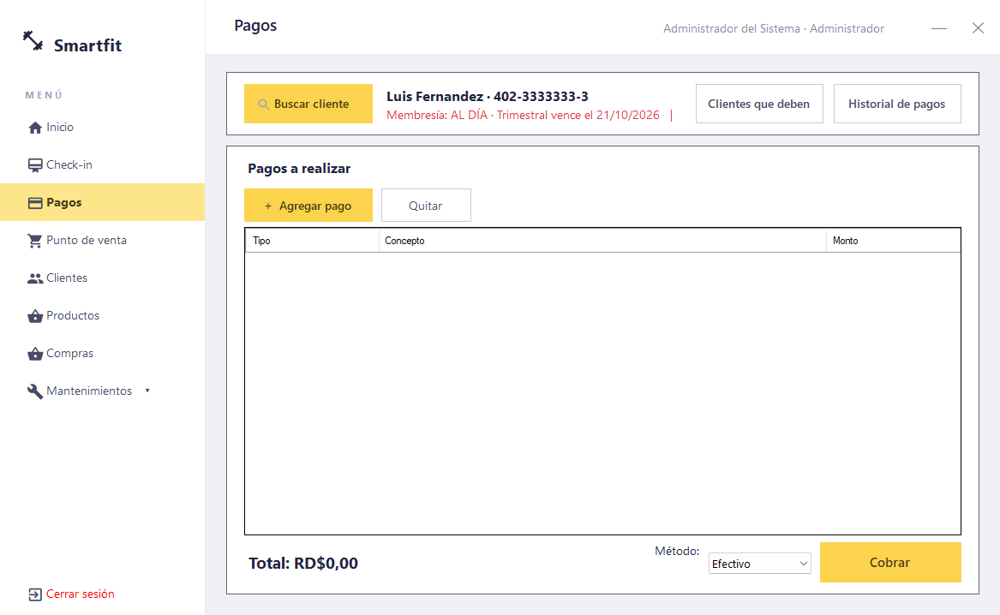 Smartfit
Pagos
Administrador del Sistema · Administrador
MENÚ
Inicio
Check-in
Pagos
Punto de venta
Clientes
Productos
Compras
Mantenimientos
Cerrar sesión
Buscar cliente
Luis Fernandez · 402-3333333-3
Membresía: AL DÍA · Trimestral vence el 21/10/2026 |
Clientes que deben
Historial de pagos
Pagos a realizar
+ Agregar pago
Quitar
Tipo Concepto Monto
Total: RD$0,00
Método:
Efectivo
Cobrar